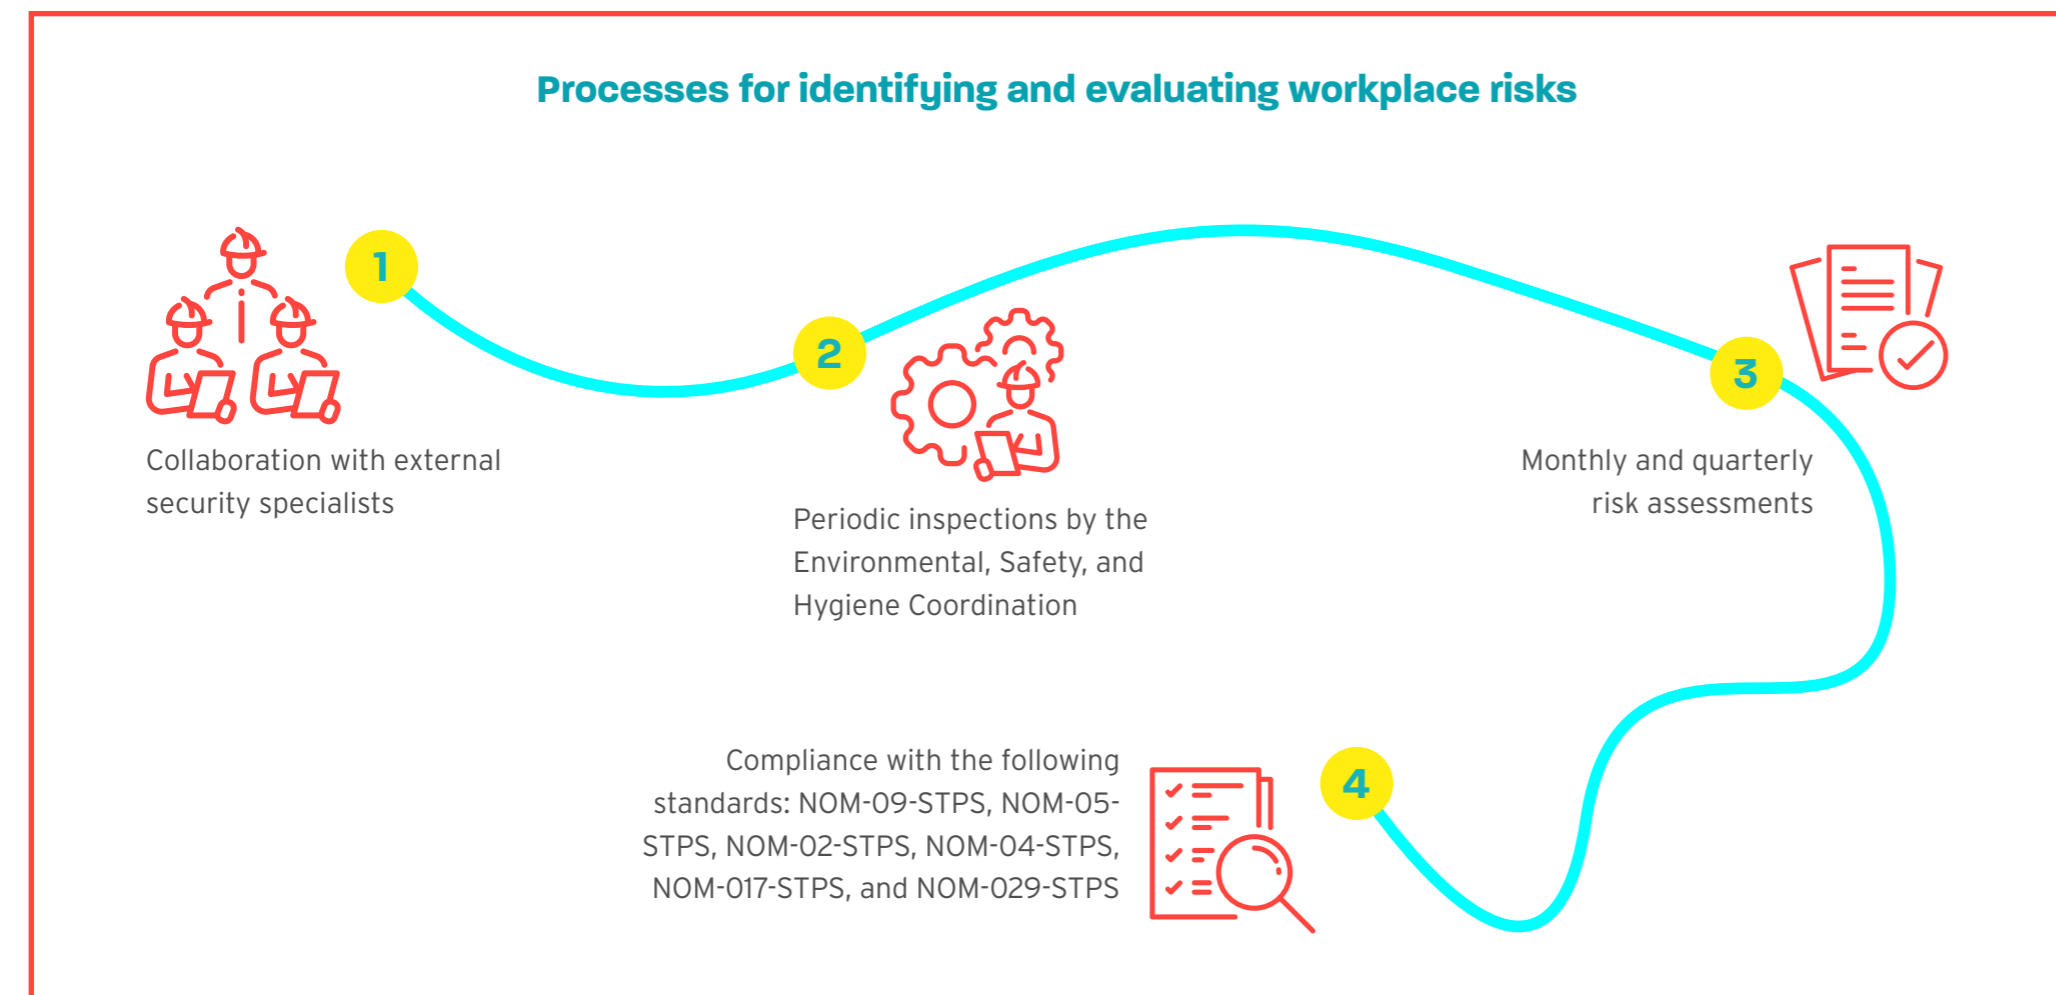 Processes for identifying and evaluating workplace risks
1
Collaboration with external
security specialists
2
Periodic inspections by the
Environmental, Safety, and
Hygiene Coordination
3
Monthly and quarterly
risk assessments
4
Compliance with the following
standards: NOM-09-STPS, NOM-05-
STPS, NOM-02-STPS, NOM-04-STPS,
NOM-017-STPS, and NOM-029-STPS